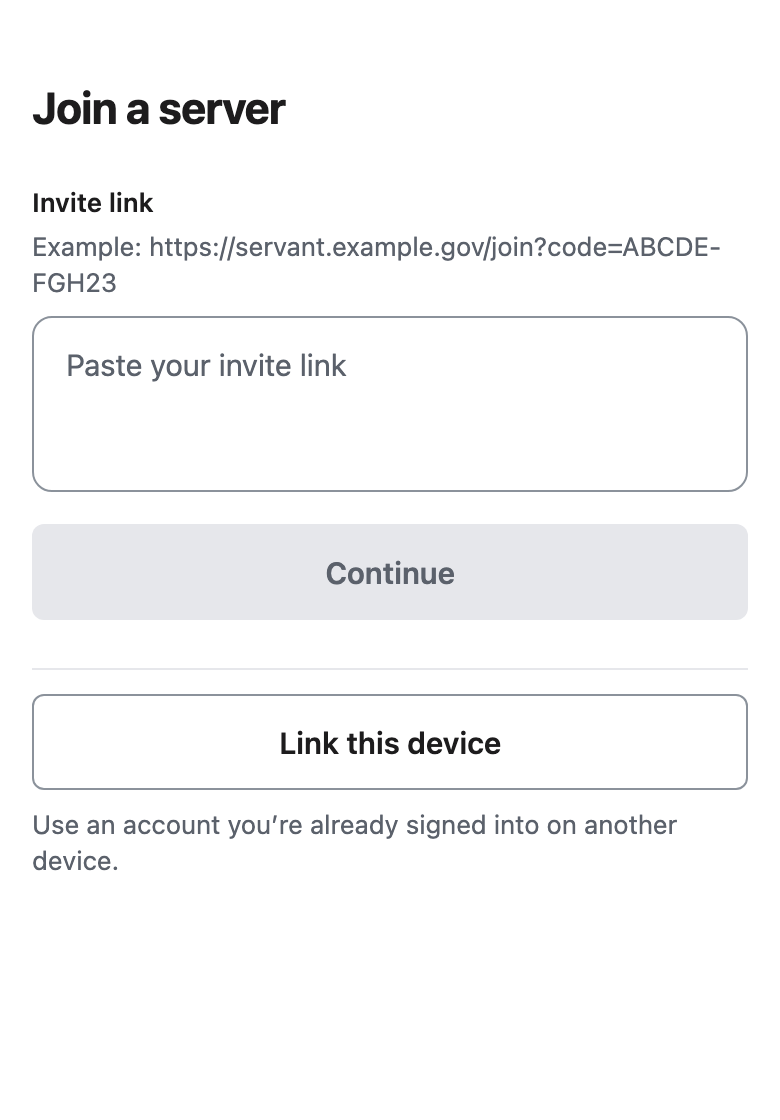 Join a server
Invite link
Example: https://servant.example.gov/join?code=ABCDE-
FGH23
Paste your invite link
Continue
Link this device
Use an account you’re already signed into on another
device.